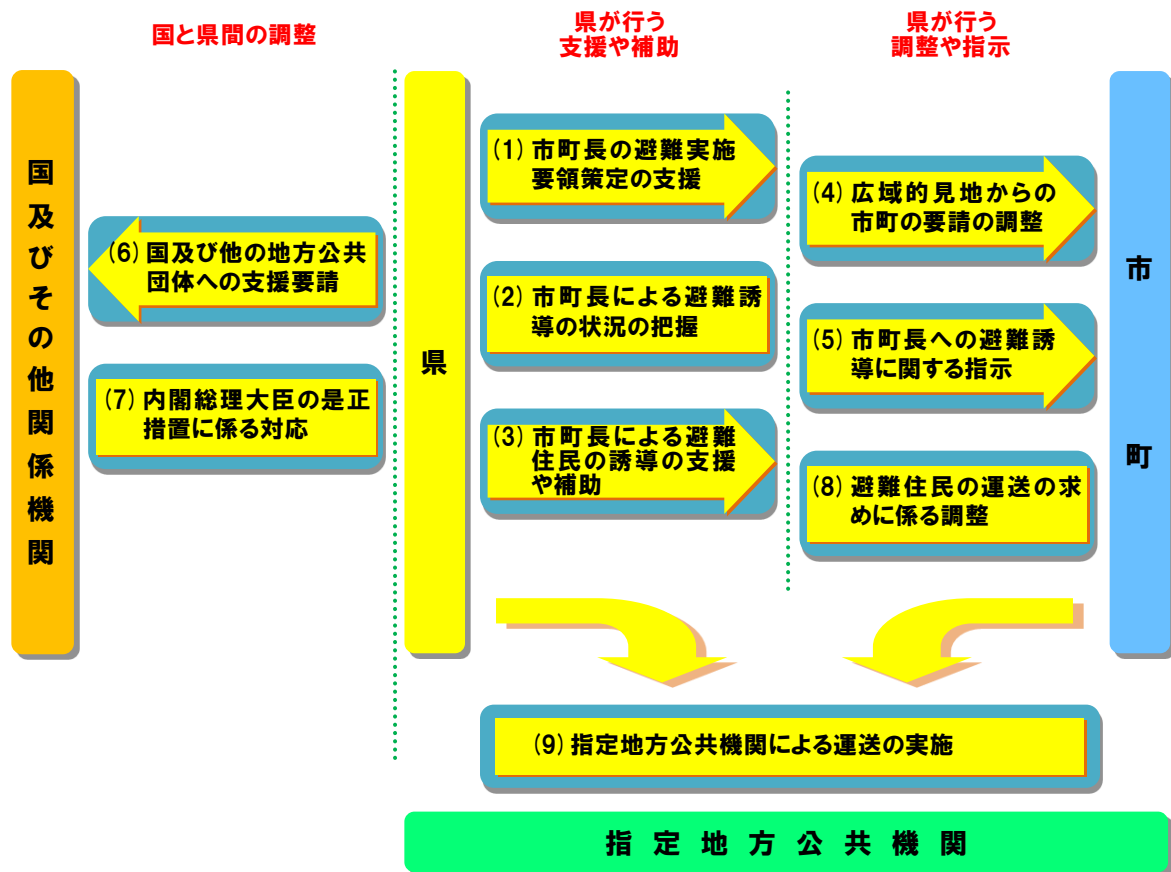 国と県間の調整
県が行う
支援や補助
県が行う
調整や指示
国及びその他関係機関
県
市町
(1) 市町長の避難実施
要領策定の支援
(2) 市町長による避難誘
導の状況の把握
(3) 市町長による避難
住民の誘導の支援
や補助
(4) 広域的見地からの
市町の要請の調整
(5) 市町長への避難誘
導に関する指示
(6) 国及び他の地方公共
団体への支援要請
(7) 内閣総理大臣の是正
措置に係る対応
(8) 避難住民の運送の求
めに係る調整
(9) 指定地方公共機関による運送の実施
指定地方公共機関